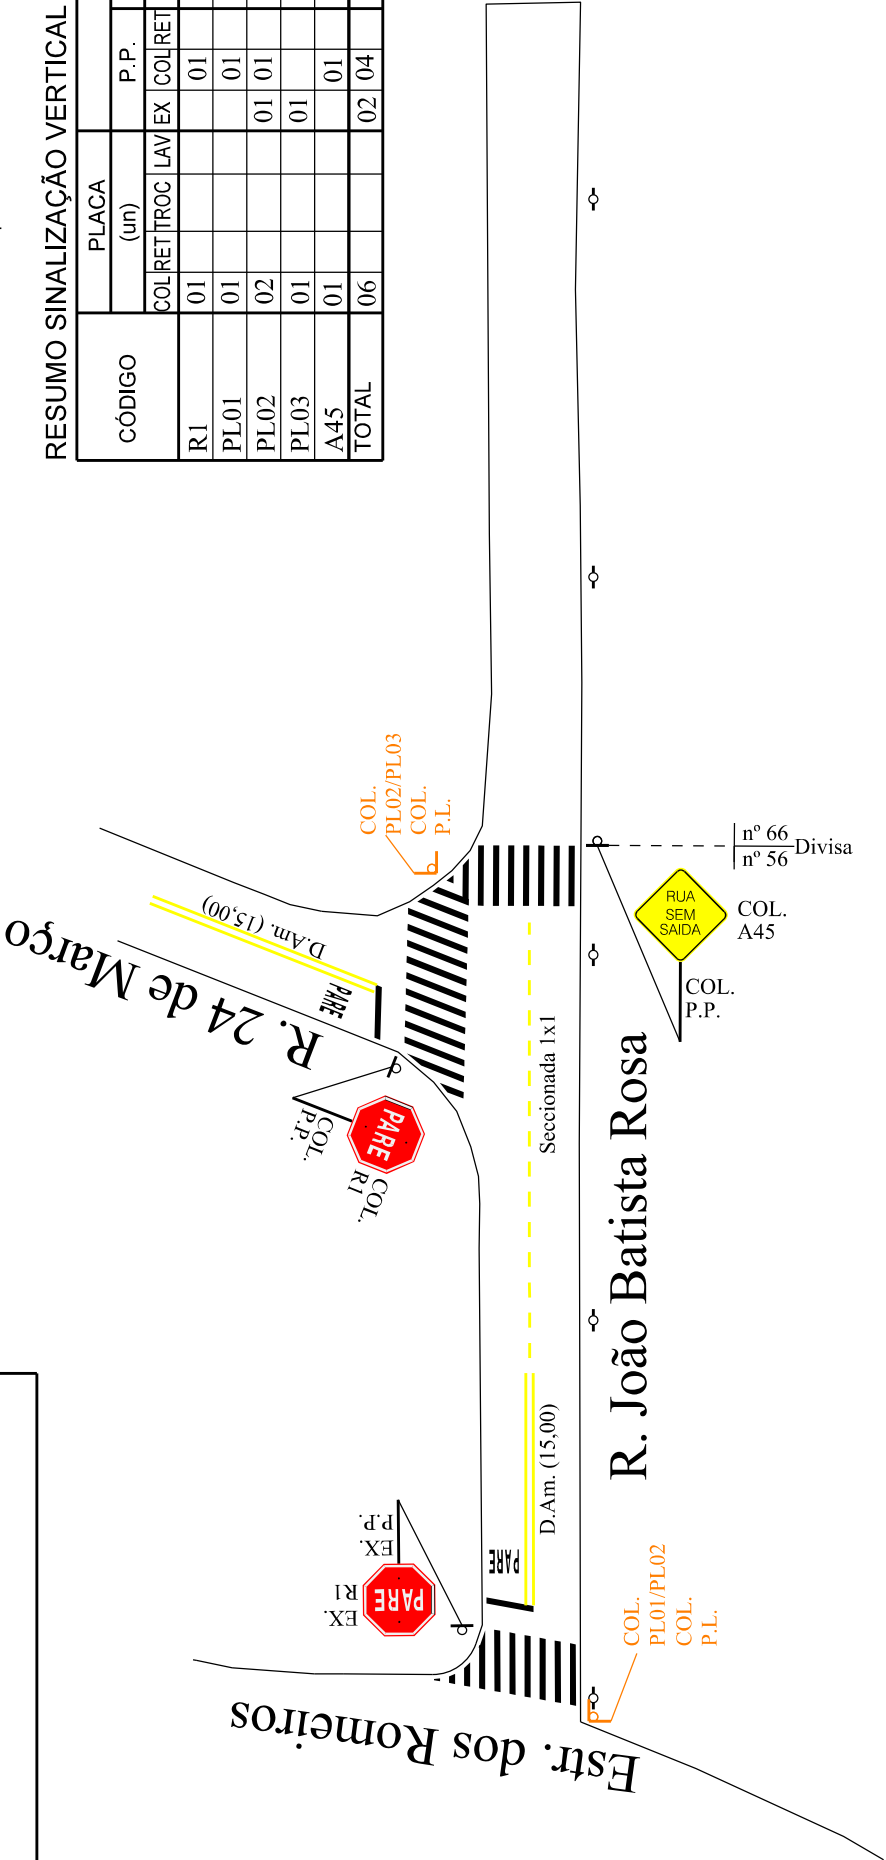 RESUMO SINALIZAÇÃO VERTICAL
CÓDIGO PLACA P.P.
(un)
COL RET TROC LAV EX COL RET
R1 01 01
PL01 01 01
PL02 02 01 01
PL03 01 01
A45 01 01
TOTAL 06 02 04
R. 24 de Março
D.Am. (15,00)
PARE
COL.
PL02/PL03
COL.
P.L.
COL.
P.P.
PARE
COL.
R1
nº 66
nº 56
Divisa
RUA
SEM
SAIDA
COL.
A45
COL.
P.P.
Seccionada 1x1
R. João Batista Rosa
D.Am. (15,00)
PARE
EX.
P.P.
PARE
EX.
R1
COL.
PL01/PL02
COL.
P.L.
Estr. dos Romeiros